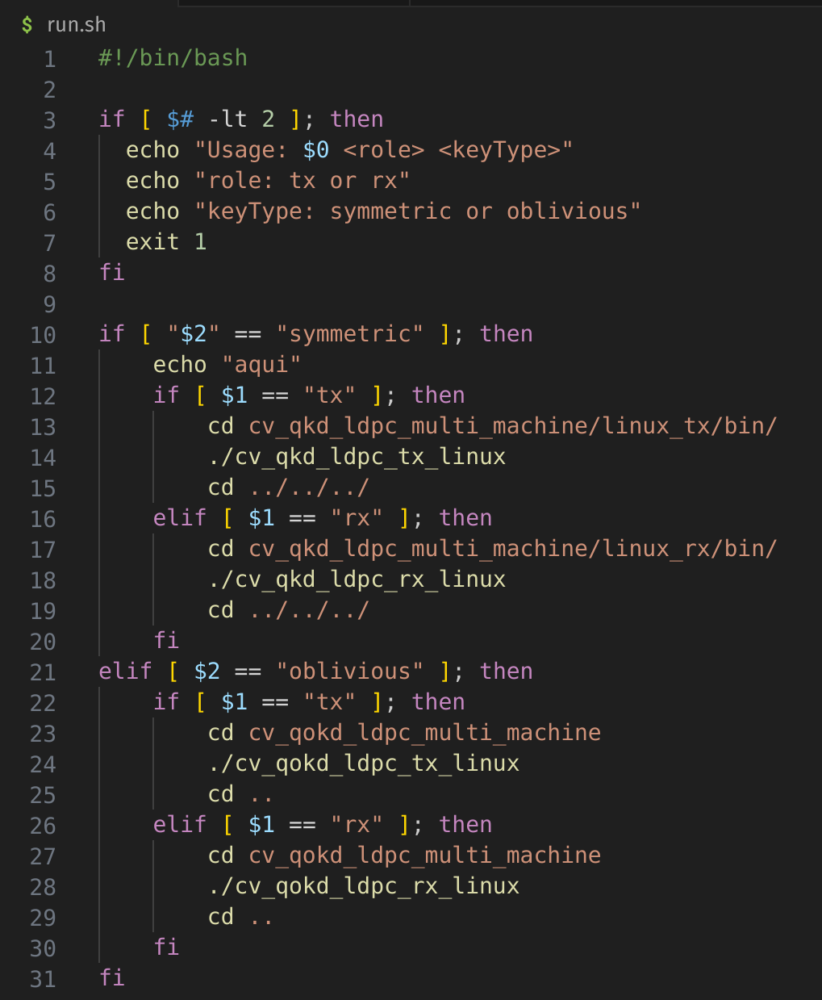 $ run.sh
1 #!/bin/bash
2
3 if [ $# -lt 2 ]; then
4 echo "Usage: $0 <role> <keyType>"
5 echo "role: tx or rx"
6 echo "keyType: symmetric or oblivious"
7 exit 1
8 fi
9
10 if [ "$2" == "symmetric" ]; then
11 echo "aqui"
12 if [ $1 == "tx" ]; then
13 cd cv_qkd_ldpc_multi_machine/linux_tx/bin/
14 ./cv_qkd_ldpc_tx_linux
15 cd ../../../
16 elif [ $1 == "rx" ]; then
17 cd cv_qkd_ldpc_multi_machine/linux_rx/bin/
18 ./cv_qkd_ldpc_rx_linux
19 cd ../../../
20 fi
21 elif [ $2 == "oblivious" ]; then
22 if [ $1 == "tx" ]; then
23 cd cv_qokd_ldpc_multi_machine
24 ./cv_qokd_ldpc_tx_linux
25 cd ..
26 elif [ $1 == "rx" ]; then
27 cd cv_qokd_ldpc_multi_machine
28 ./cv_qokd_ldpc_rx_linux
29 cd ..
30 fi
31 fi